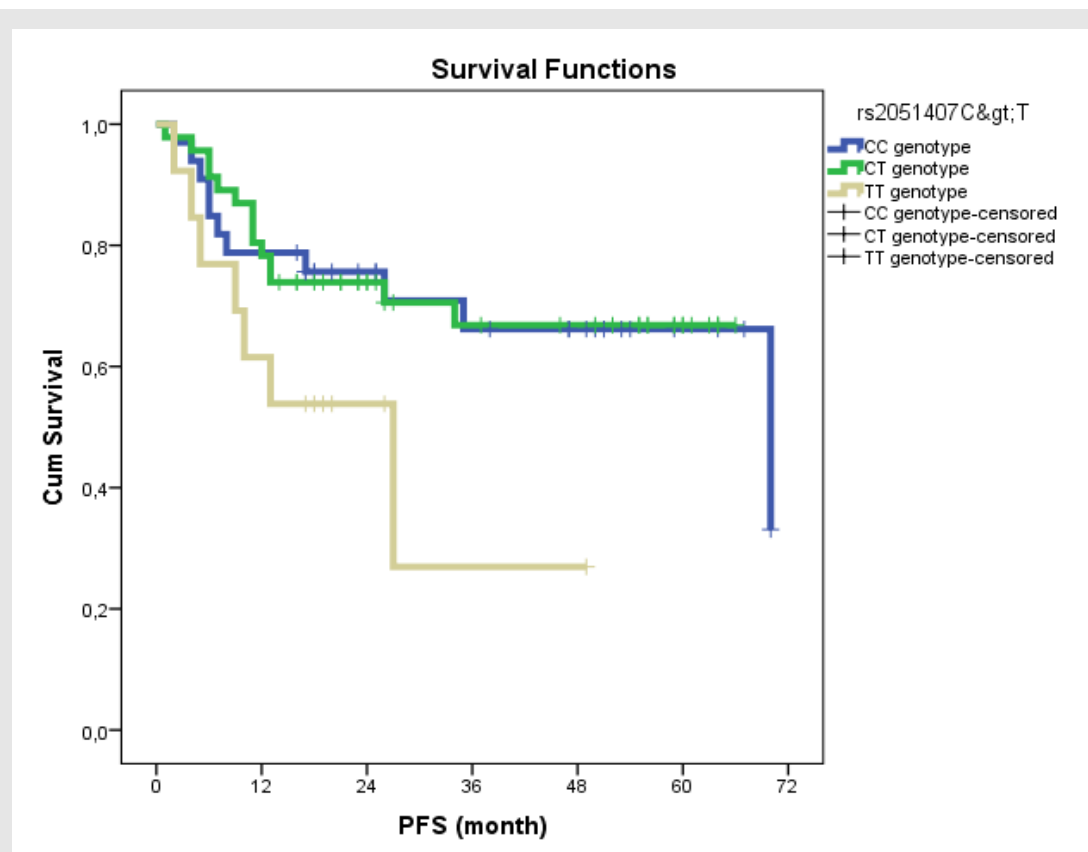 Survival Functions
rs2051407C&gt;T
CC genotype
CT genotype
TT genotype
CC genotype-censored
CT genotype-censored
TT genotype-censored
1,0
0,8
0,6
0,4
0,2
0,0
Cum Survival
0 12 24 36 48 60 72
PFS (month)